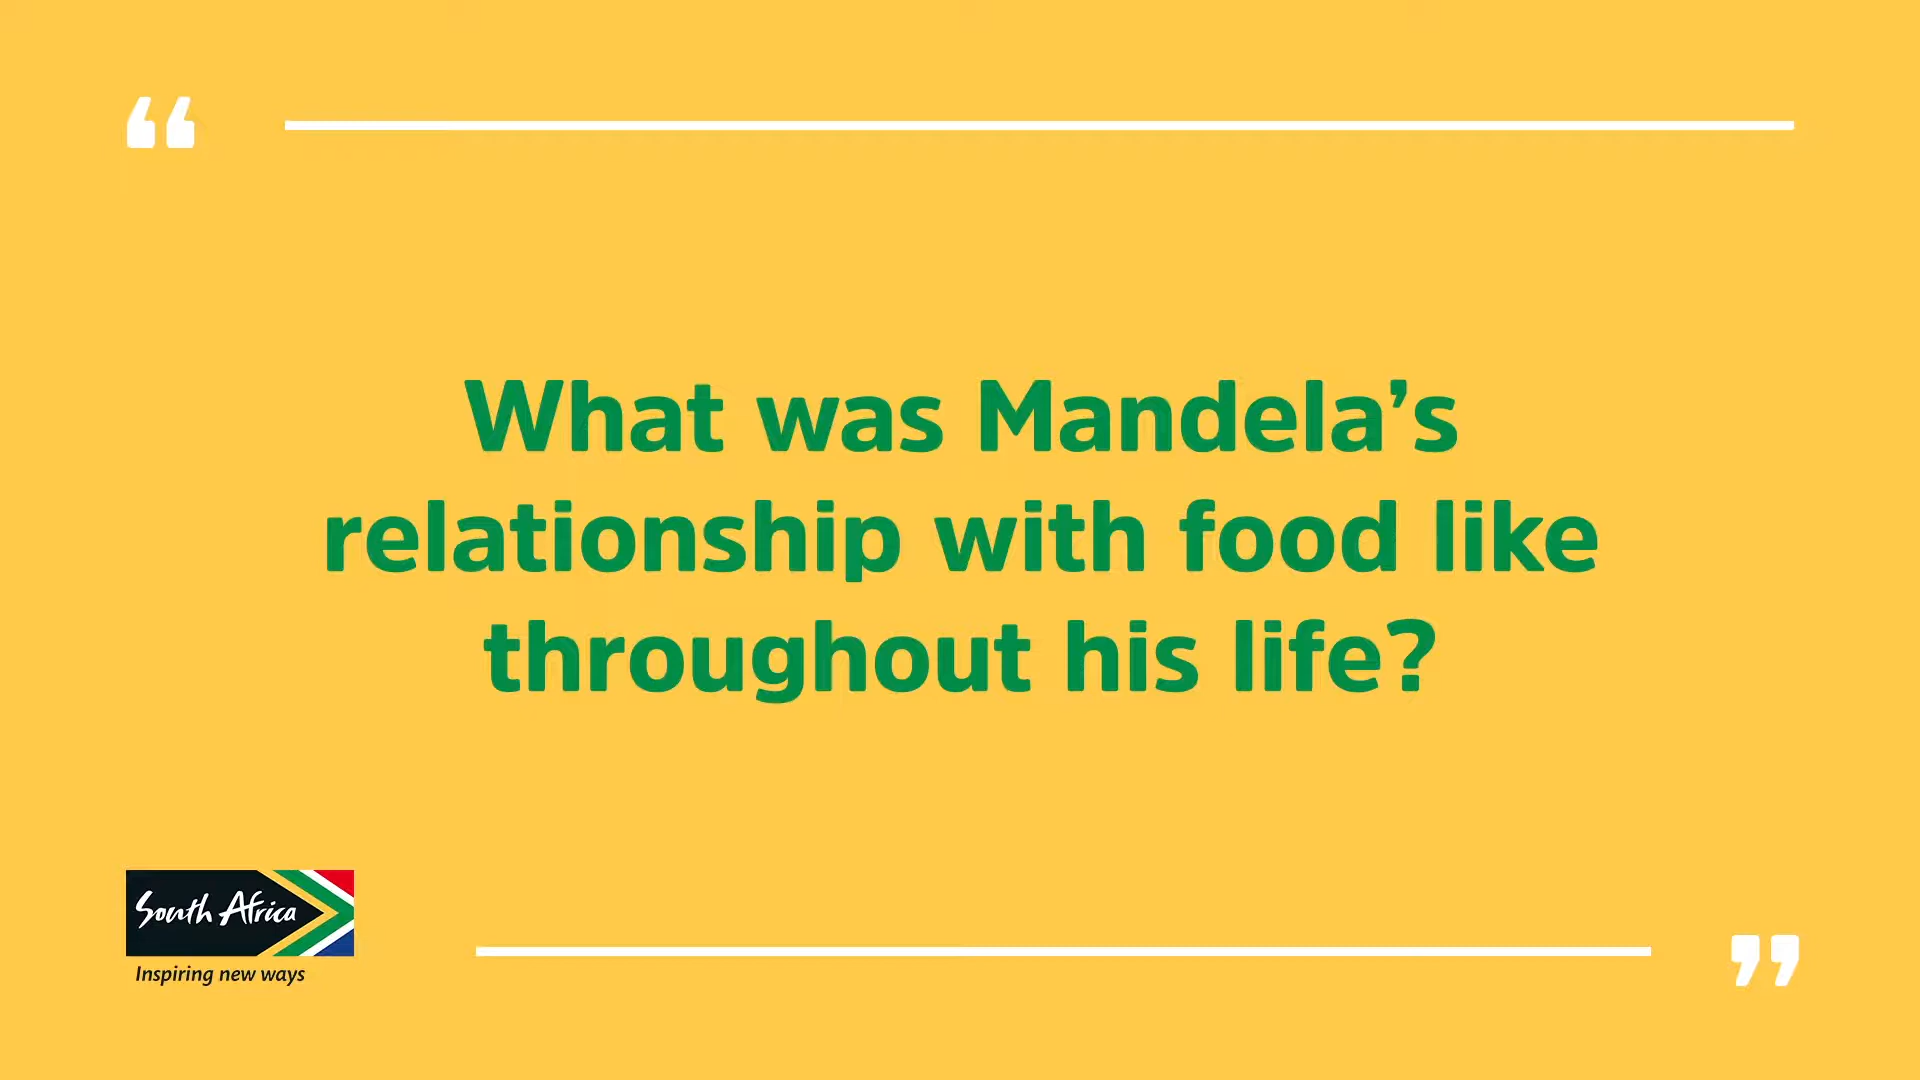 “
What was Mandela’s
relationship with food like
throughout his life?
South Africa
Inspiring new ways
”